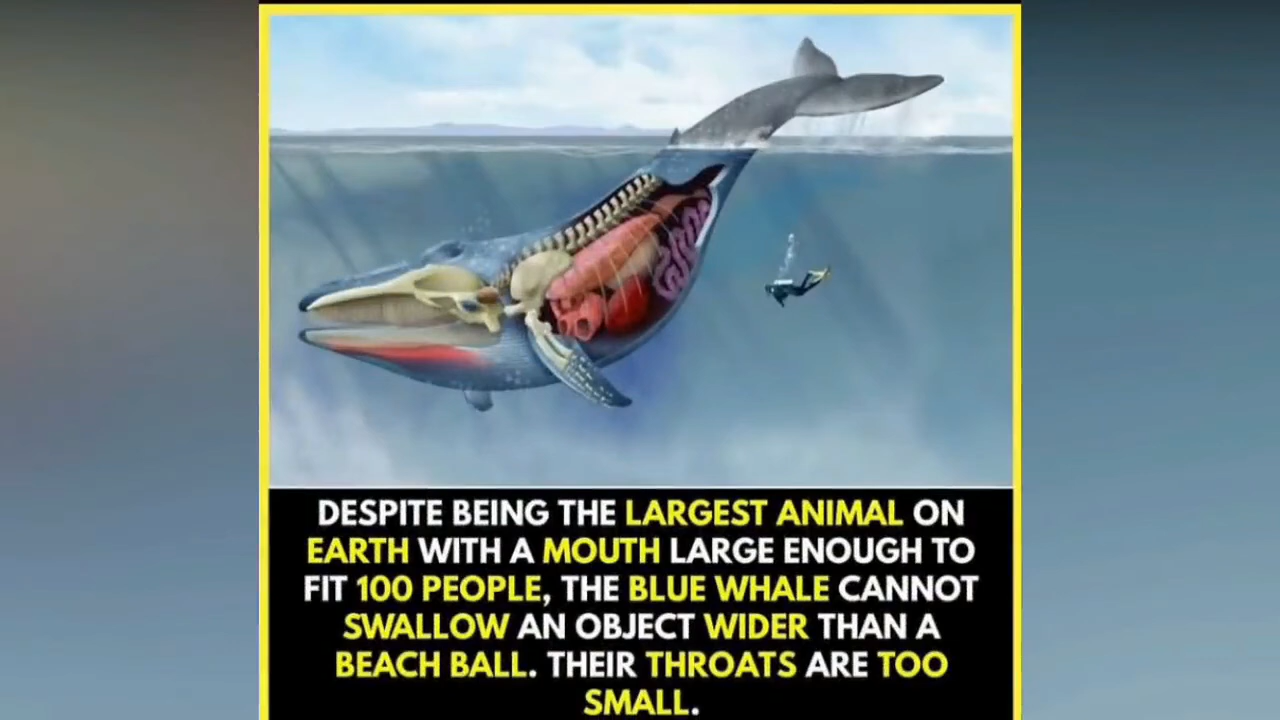 DESPITE BEING THE LARGEST ANIMAL ON
EARTH WITH A MOUTH LARGE ENOUGH TO
FIT 100 PEOPLE, THE BLUE WHALE CANNOT
SWALLOW AN OBJECT WIDER THAN A
BEACH BALL. THEIR THROATS ARE TOO
SMALL.